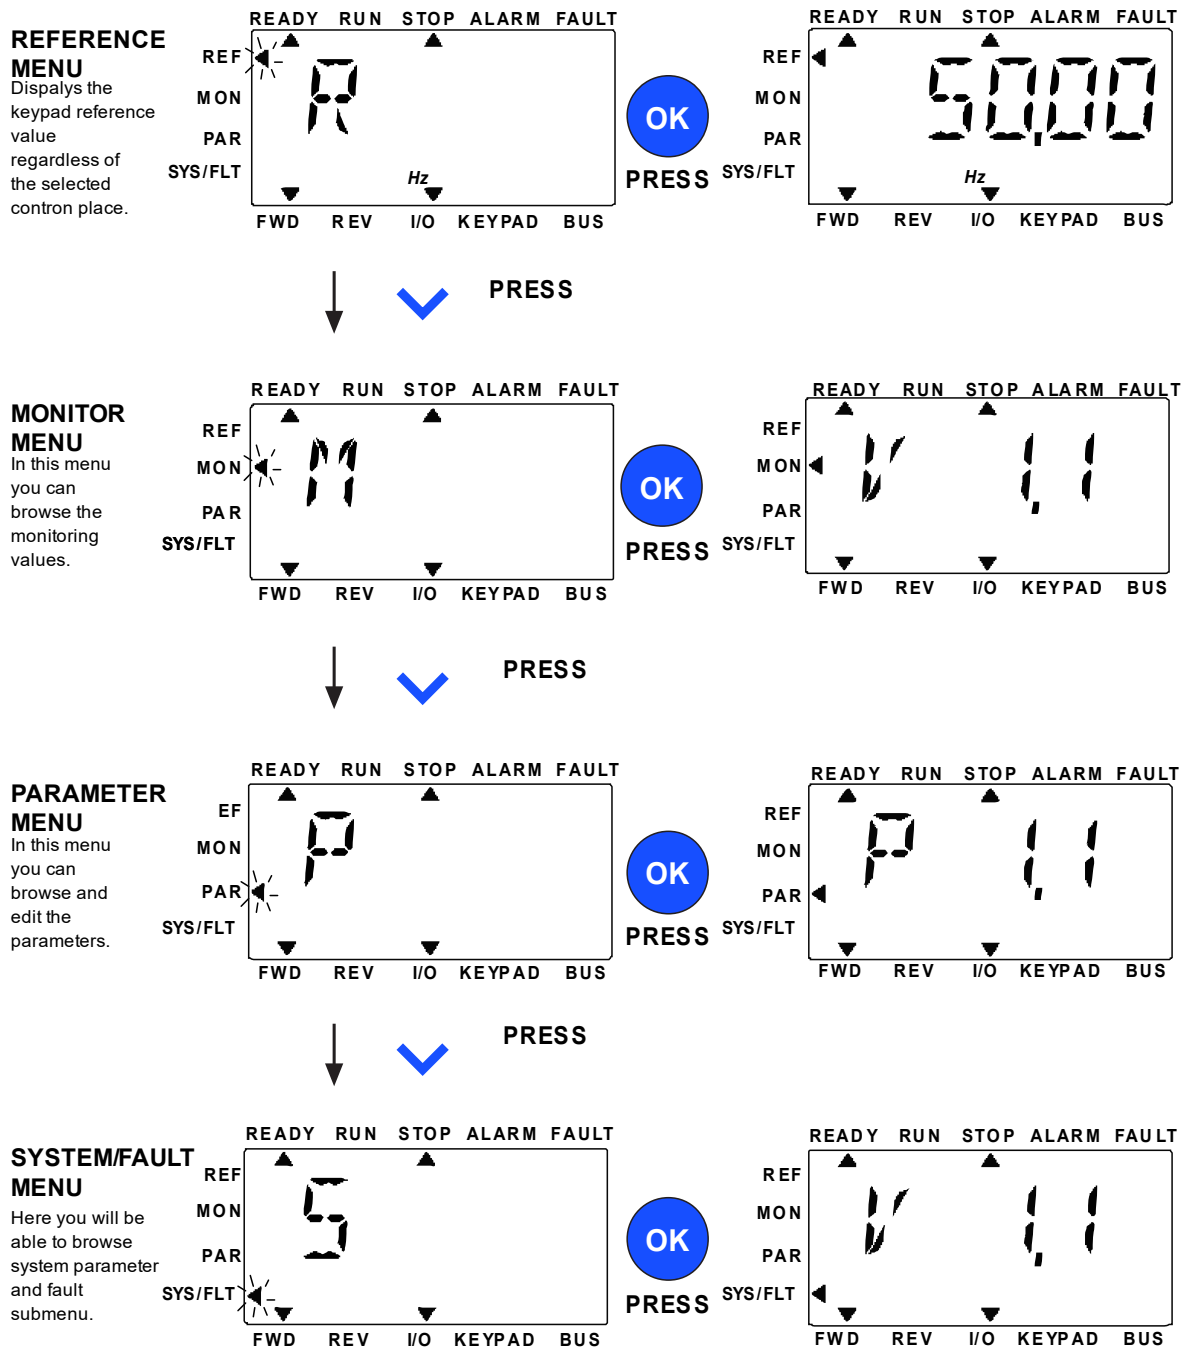 READY RUN STOP ALARM FAULT
REFERENCE
MENU
Dispalys the
keypad reference
value
regardless of
the selected
contron place.
REF
MON
PAR
SYS/FLT
R
Hz
FWD REV I/O KEYPAD BUS
OK
PRESS
READY RUN STOP ALARM FAULT
REF
MON
PAR
SYS/FLT
50,00
Hz
FWD REV I/O KEYPAD BUS
PRESS
READY RUN STOP ALARM FAULT
MONITOR
MENU
In this menu
you can
browse the
monitoring
values.
REF
MON
PAR
SYS/FLT
M
FWD REV I/O KEYPAD BUS
OK
PRESS
READY RUN STOP ALARM FAULT
REF
MON
PAR
SYS/FLT
V 1,1
FWD REV I/O KEYPAD BUS
PRESS
READY RUN STOP ALARM FAULT
PARAMETER
MENU
In this menu
you can
browse and
edit the
parameters.
EF
MON
PAR
SYS/FLT
P
FWD REV I/O KEYPAD BUS
OK
PRESS
READY RUN STOP ALARM FAULT
REF
MON
PAR
SYS/FLT
P 1,1
FWD REV I/O KEYPAD BUS
PRESS
READY RUN STOP ALARM FAULT
SYSTEM/FAULT
MENU
Here you will be
able to browse
system parameter
and fault
submenu.
REF
MON
PAR
SYS/FLT
S
FWD REV I/O KEYPAD BUS
OK
PRESS
READY RUN STOP ALARM FAULT
REF
MON
PAR
SYS/FLT
V 1,1
FWD REV I/O KEYPAD BUS